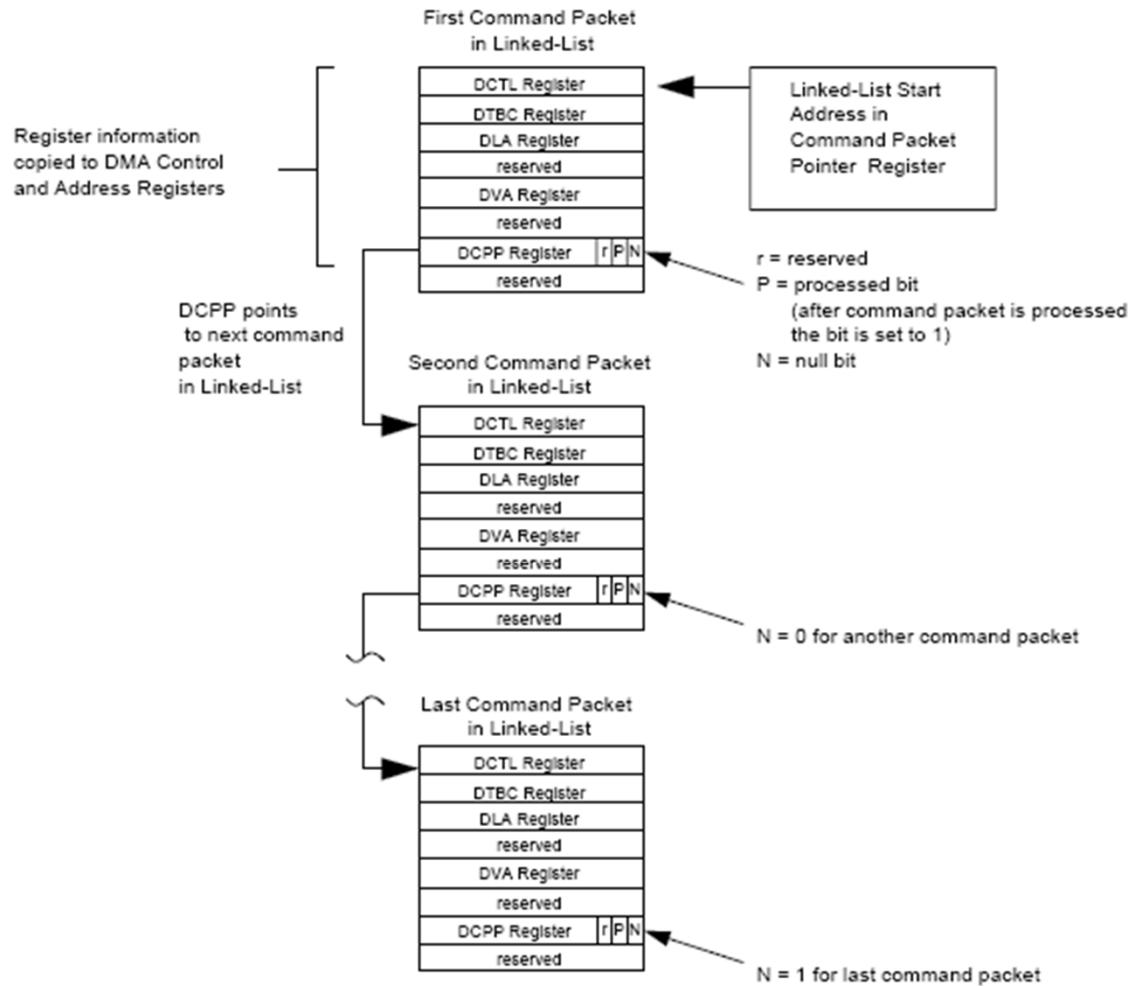 First Command Packet
in Linked-List
DCTL Register
DTBC Register
DLA Register
reserved
DVA Register
reserved
DCPP Register r P N
reserved
Register information
copied to DMA Control
and Address Registers
Linked-List Start
Address in
Command Packet
Pointer Register
r = reserved
P = processed bit
(after command packet is processed
the bit is set to 1)
N = null bit
DCPP points
to next command
packet
in Linked-List
Second Command Packet
in Linked-List
DCTL Register
DTBC Register
DLA Register
reserved
DVA Register
reserved
DCPP Register r P N
reserved
N = 0 for another command packet
Last Command Packet
in Linked-List
DCTL Register
DTBC Register
DLA Register
reserved
DVA Register
reserved
DCPP Register r P N
reserved
N = 1 for last command packet